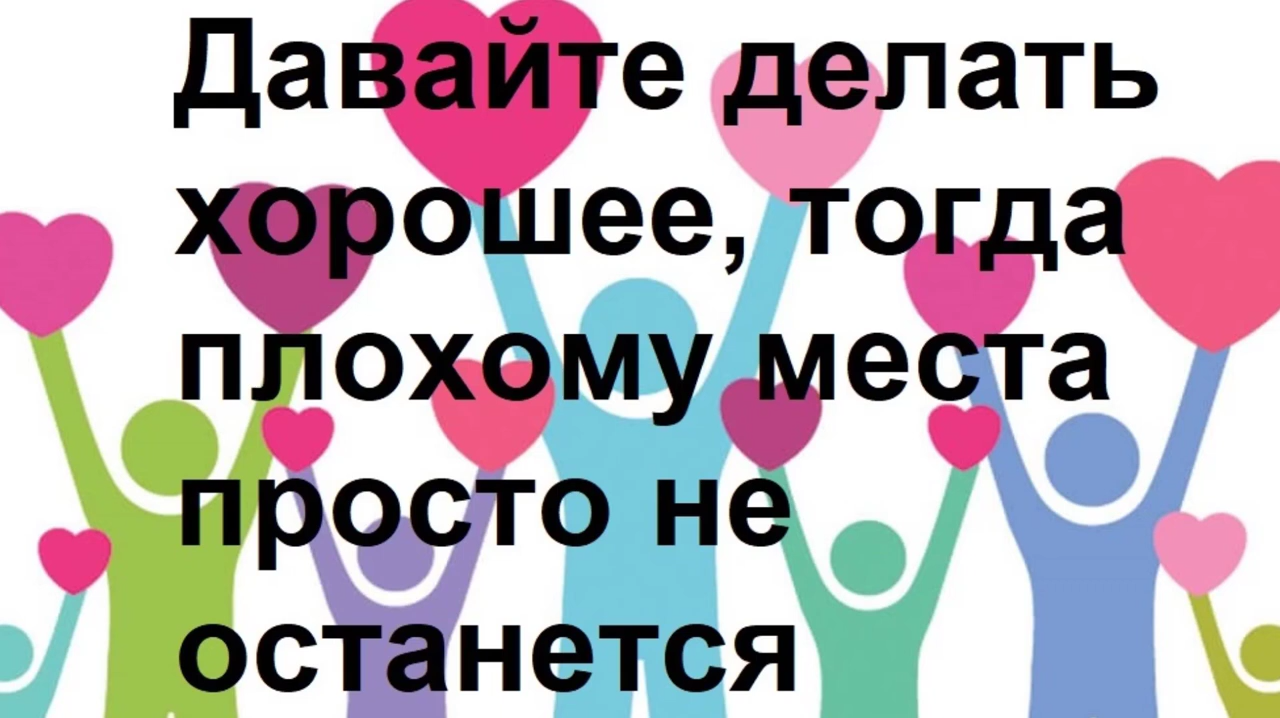 Давайте делать
хорошее, тогда
плохому места
просто не
останется